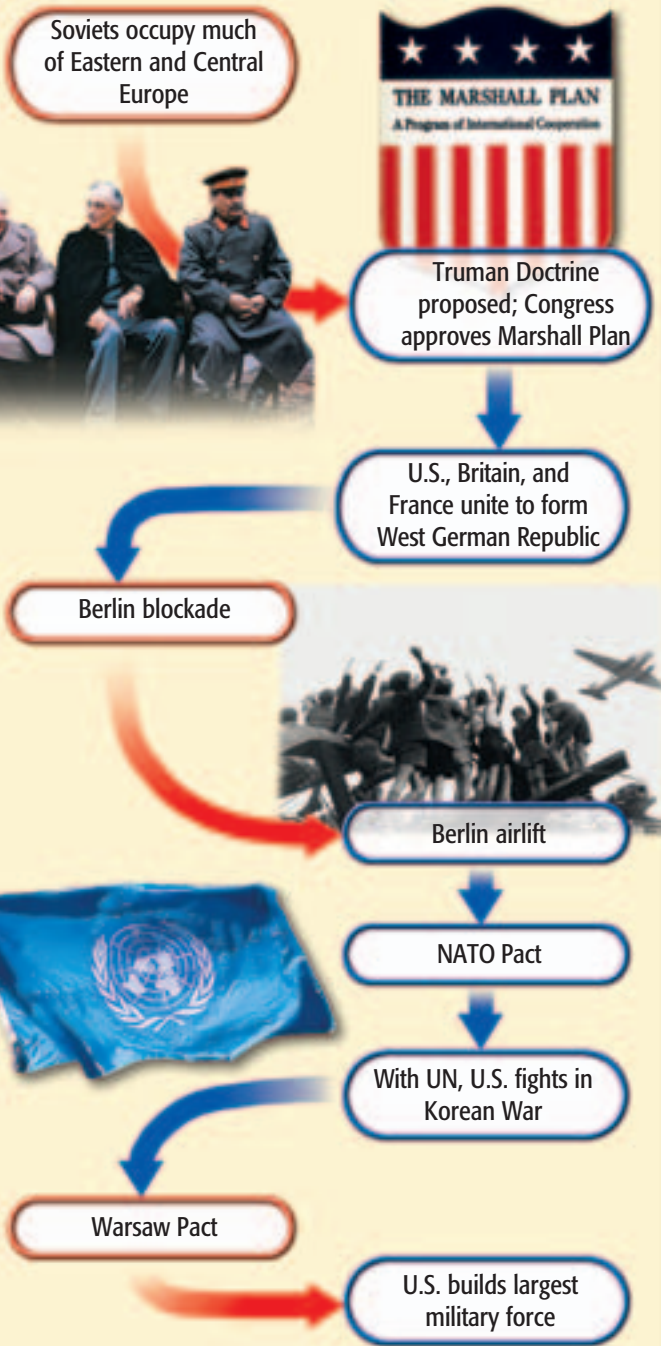 Soviets occupy much
of Eastern and Central
Europe
THE MARSHALL PLAN
A Program of International Cooperation
Truman Doctrine
proposed; Congress
approves Marshall Plan
U.S., Britain, and
France unite to form
West German Republic
Berlin blockade
Berlin airlift
NATO Pact
With UN, U.S. fights in
Korean War
Warsaw Pact
U.S. builds largest
military force